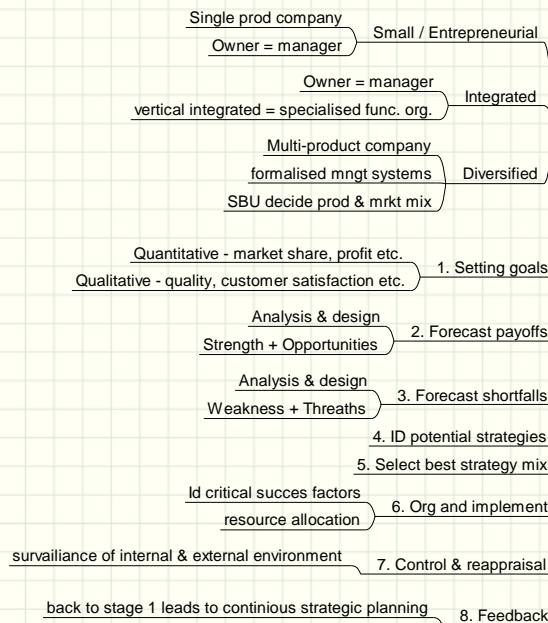 Single prod company
Small / Entrepreneurial
Owner = manager
Owner = manager
Integrated
vertical integrated = specialised func. org.
Multi-product company
formalised mngt systems
Diversified
SBU decide prod & mrkt mix
Quantitative - market share, profit etc.
1. Setting goals
Qualitative - quality, customer satisfaction etc.
Analysis & design
2. Forecast payoffs
Strength + Opportunities
Analysis & design
3. Forecast shortfalls
Weakness + Threaths
4. ID potential strategies
5. Select best strategy mix
Id critical succes factors
6. Org and implement
resource allocation
survailiance of internal & external environment
7. Control & reappraisal
back to stage 1 leads to continious strategic planning
8. Feedback